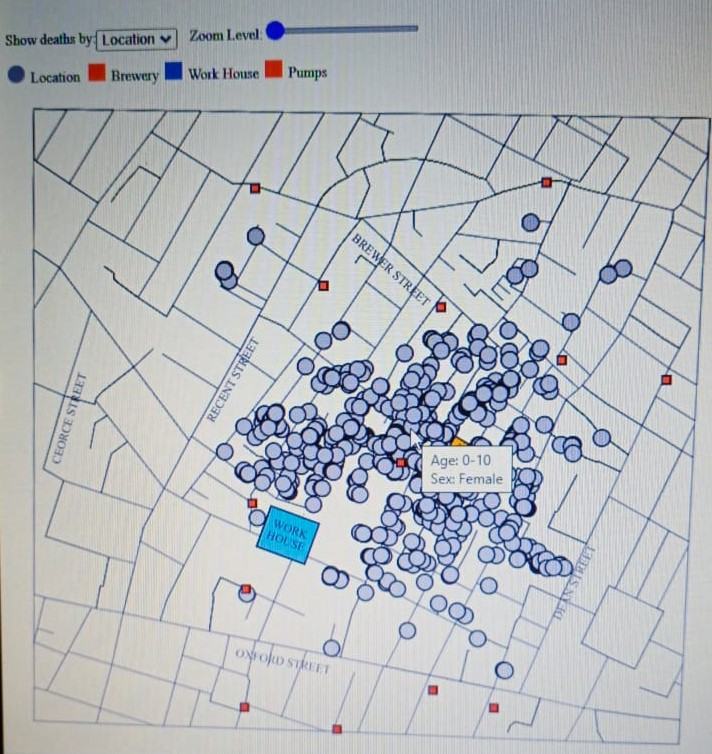 Show deaths by: Location Zoom Level:
Location Brewery Work House Pumps
BREWER STREET
RECENT STREET
CEORCE STREET
Age: 0-10
Sex: Female
WORK
HOUSE
DEAN STREET
OXFORD STREET